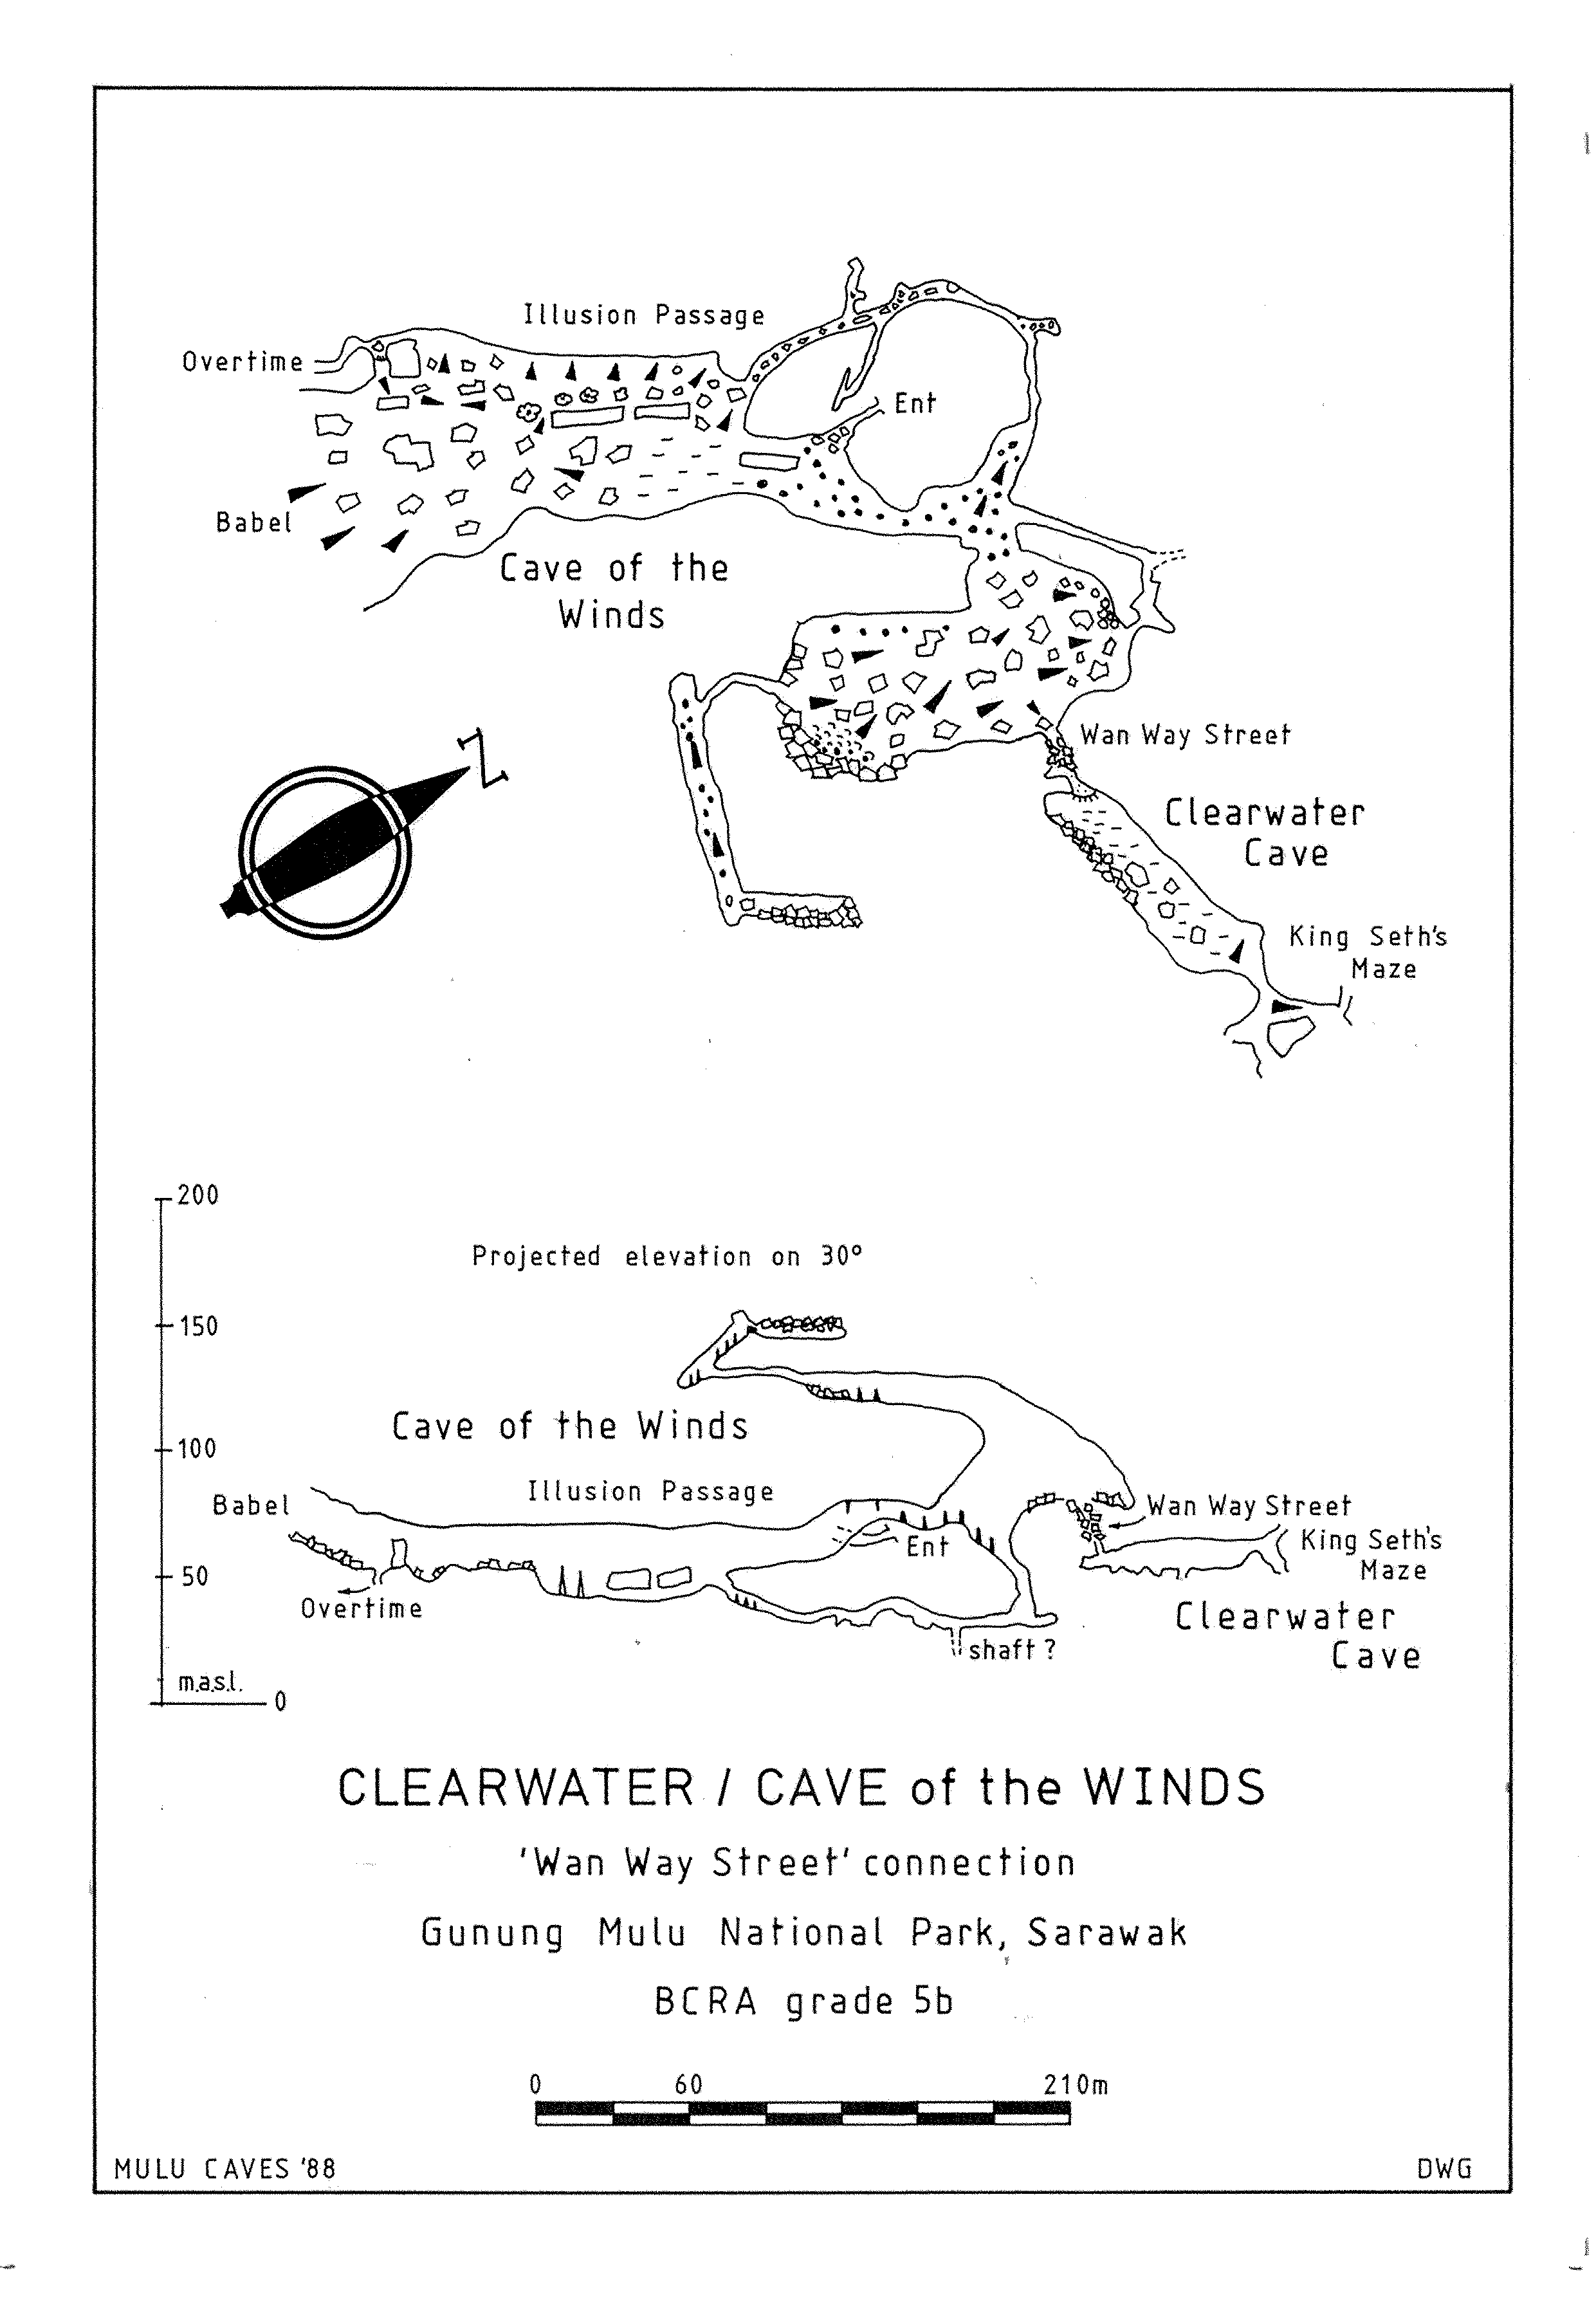 Illusion Passage
Overtime
Ent
Babel
Cave of the
Winds
N
Wan Way Street
Clearwater
Cave
King Seth's
Maze
200
Projected elevation on 30°
150
Cave of the Winds
100
Illusion Passage
Babel
Wan Way Street
Ent
King Seth's
Maze
50
Overtime
Clearwater
Cave
shaft ?
m.a.s.l.
0
CLEARWATER / CAVE of the WINDS
'Wan Way Street' connection
Gunung Mulu National Park, Sarawak
BCRA grade 5b
0 60 210m
MULU CAVES '88
DWG